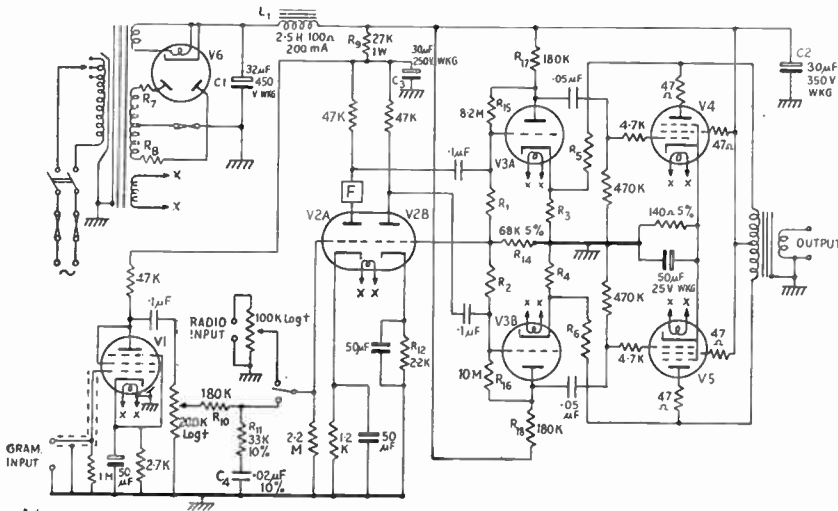 L₁
2·5 H 100Ω
200 mA
R₉
27K
1W
30µF
250V WKG
C₃
V6
C1
32µF
450
V WKG
R₇
R₈
X
X
47K
47K
F
V2A
V2B
·1µF
·1µF
R₁₇
180K
·05µF
R₁₅
8·2M
V3A
X X
R₅
R₁
R₃
68K 5%
R₁₄
R₂
R₄
X X
V3B
R₆
R₁₆
10M
·05
µF
R₁₈
180K
47
Ω
V4
4·7K
47Ω
X X
470K
140Ω 5%
50µF
25V WKG
470K
X X
4·7K
V5
47
Ω
47
Ω
C2
30µF
350V
WKG
OUTPUT
47K
·1µF
V1
X X
GRAM.
INPUT
1M
50
µF
2·7K
200K
Log†
RADIO
INPUT
100K Log†
180K
R₁₀
R₁₁
33K
10%
C₄
·02µF
10%
2·2
M
1·2
K
50
µF
50µF
R₁₂
2·2K
X X